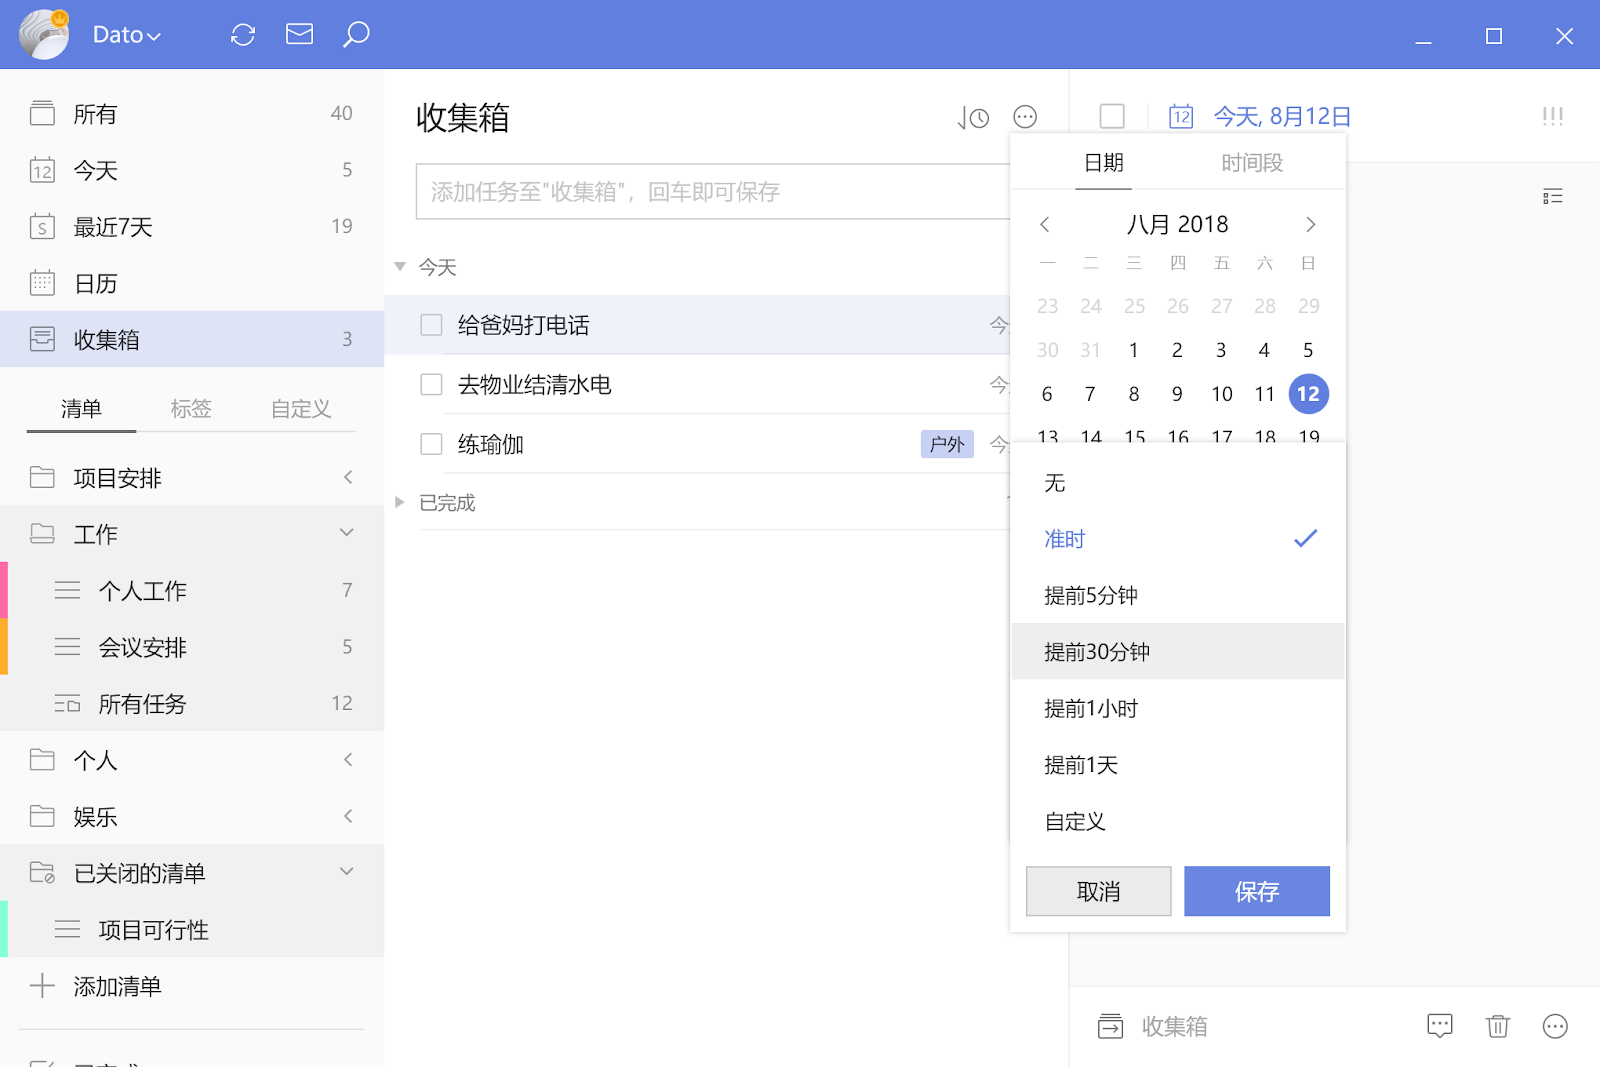 Dato
所有 40
12 今天 5
S 最近7天 19
日历
收集箱 3
清单 标签 自定义
项目安排
工作
个人工作 7
会议安排 5
所有任务 12
个人
娱乐
已关闭的清单
项目可行性
添加清单
收集箱
添加任务至"收集箱"，回车即可保存
今天
给爸妈打电话
去物业结清水电
练瑜伽 户外
已完成
12 今天, 8月12日
日期 时间段
八月 2018
一 二 三 四 五 六 日
23 24 25 26 27 28 29
30 31 1 2 3 4 5
6 7 8 9 10 11 12
13 14 15 16 17 18 19
无
准时
提前5分钟
提前30分钟
提前1小时
提前1天
自定义
取消 保存
收集箱